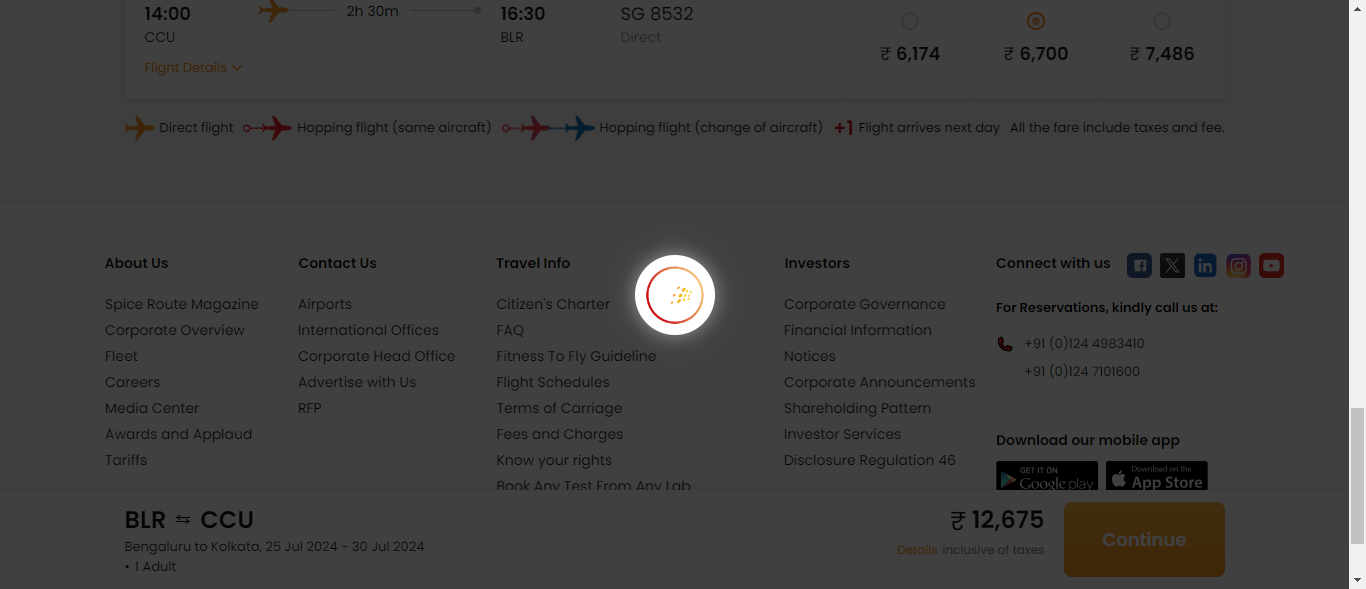 14:00 2h 30m 16:30 SG 8532
CCU BLR Direct
Flight Details
₹ 6,174 ₹ 6,700 ₹ 7,486
Direct flight Hopping flight (same aircraft) Hopping flight (change of aircraft) +1 Flight arrives next day All the fare include taxes and fee.
About Us
Spice Route Magazine
Corporate Overview
Fleet
Careers
Media Center
Awards and Applaud
Tariffs
Contact Us
Airports
International Offices
Corporate Head Office
Advertise with Us
RFP
Travel Info
Citizen's Charter
FAQ
Fitness To Fly Guideline
Flight Schedules
Terms of Carriage
Fees and Charges
Know your rights
Book Any Test From Any Lab
Investors
Corporate Governance
Financial Information
Notices
Corporate Announcements
Shareholding Pattern
Investor Services
Disclosure Regulation 46
Connect with us
For Reservations, kindly call us at:
+91 (0)124 4983410
+91 (0)124 7101600
Download our mobile app
GET IT ON
Google play
Download on the
App Store
BLR ⇆ CCU
Bengaluru to Kolkata, 25 Jul 2024 - 30 Jul 2024
• 1 Adult
₹ 12,675
Details inclusive of taxes
Continue